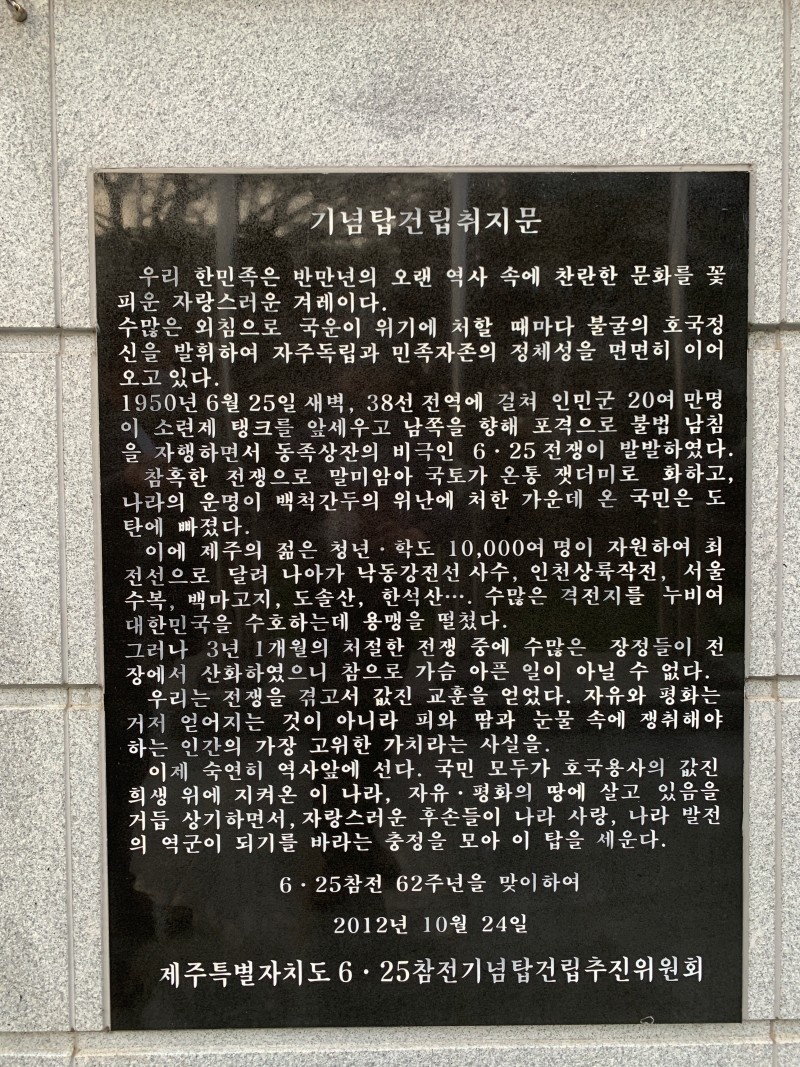 기념탑건립취지문
우리 한민족은 반만년의 오랜 역사 속에 찬란한 문화를 꽃
피운 자랑스러운 겨레이다.
수많은 외침으로 국운이 위기에 처할 때마다 불굴의 호국정
신을 발휘하여 자주독립과 민족자존의 정체성을 면면히 이어
오고있다.
1950년 6월 25일 새벽, 38선 전역에 걸쳐 인민군 20여 만명
이 소련제 탱크를 앞세우고 남쪽을 향해 포격으로 불법 남침
을 자행하면서 동족상잔의 비극인 6·25전쟁이 발발하였다.
참혹한 전쟁으로 말미암아 국토가 온통 잿더미로 화하고,
나라의 운명이 백척간두의 위난에 처한 가운데 온 국민은 도
탄에 빠졌다.
이에 제주의 젊은 청년·학도 10,000여 명이 자원하여 최
전선으로 달려 나아가 낙동강전선 사수, 인천상륙작전, 서울
수복, 백마고지, 도솔산, 한석산…. 수많은 격전지를 누비여
대한민국을 수호하는데 용맹을 떨쳤다.
그러나 3년 1개월의 처절한 전쟁 중에 수많은 장정들이 전
장에서 산화하였으니 참으로 가슴 아픈 일이 아닐 수 없다.
우리는 전쟁을 겪고서 값진 교훈을 얻었다. 자유와 평화는
거저 얻어지는 것이 아니라 피와 땀과 눈물 속에 쟁취해야
하는 인간의 가장 고위한 가치라는 사실을.
이제 숙연히 역사앞에 선다. 국민 모두가 호국용사의 값진
희생 위에 지켜온 이 나라, 자유·평화의 땅에 살고 있음을
거듭 상기하면서, 자랑스러운 후손들이 나라 사랑, 나라 발전
의 역군이 되기를 바라는 충정을 모아 이 탑을 세운다.
6·25참전 62주년을 맞이하여
2012년 10월 24일
제주특별자치도 6·25참전기념탑건립추진위원회